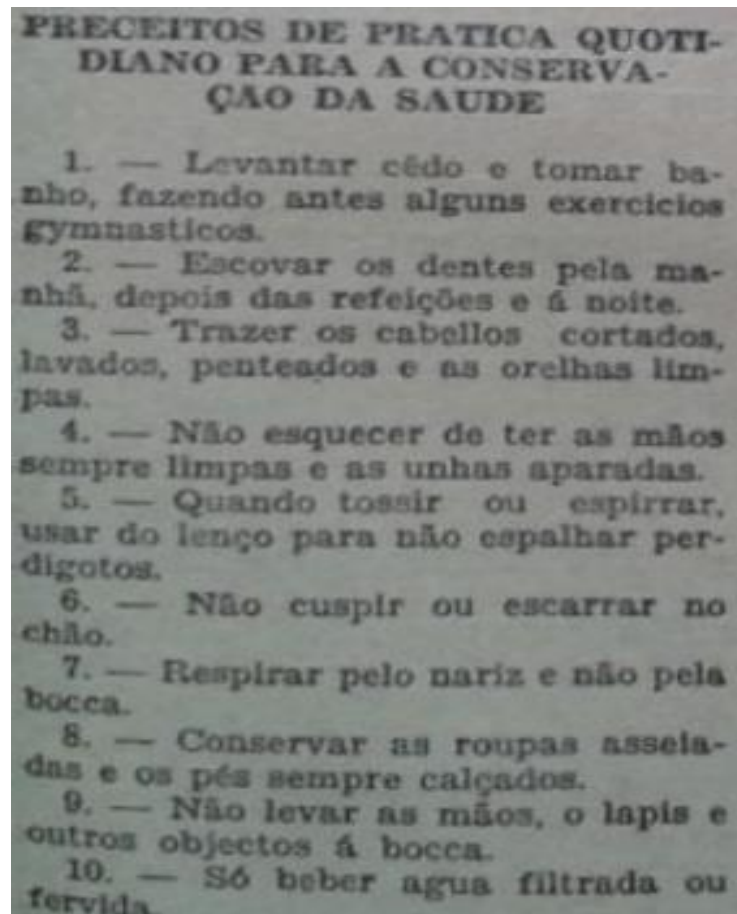 PRECEITOS DE PRATICA QUOTI-
DIANO PARA A CONSERVA-
ÇÃO DA SAUDE
1. — Levantar cêdo e tomar ba-
nho, fazendo antes alguns exercicios
gymnasticos.
2. — Escovar os dentes pela ma-
nhã, depois das refeições e á noite.
3. — Trazer os cabellos cortados,
lavados, penteados e as orelhas lim-
pas.
4. — Não esquecer de ter as mãos
sempre limpas e as unhas aparadas.
5. — Quando tossir ou espirrar,
usar do lenço para não espalhar per-
digotos.
6. — Não cuspir ou escarrar no
chão.
7. — Respirar pelo nariz e não pela
bocca.
8. — Conservar as roupas asseia-
das e os pés sempre calçados.
9. — Não levar as mãos, o lapis e
outros objectos á bocca.
10. — Só beber agua filtrada ou
fervida.